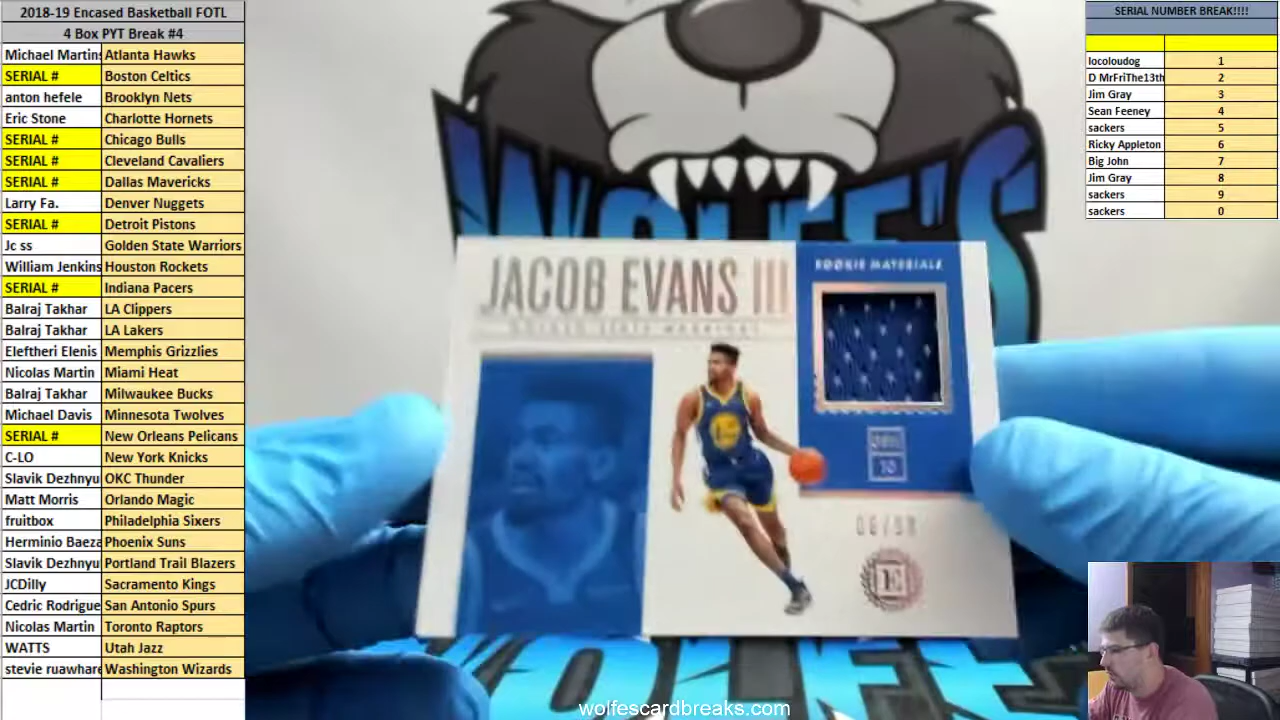 2018-19 Encased Basketball FOTL
4 Box PYT Break #4
Michael Martins Atlanta Hawks
SERIAL # Boston Celtics
anton hefele Brooklyn Nets
Eric Stone Charlotte Hornets
SERIAL # Chicago Bulls
SERIAL # Cleveland Cavaliers
SERIAL # Dallas Mavericks
Larry Fa. Denver Nuggets
SERIAL # Detroit Pistons
Jc ss Golden State Warriors
William Jenkins Houston Rockets
SERIAL # Indiana Pacers
Balraj Takhar LA Clippers
Balraj Takhar LA Lakers
Eleftheri Elenis Memphis Grizzlies
Nicolas Martin Miami Heat
Balraj Takhar Milwaukee Bucks
Michael Davis Minnesota Twolves
SERIAL # New Orleans Pelicans
C-LO New York Knicks
Slavik Dezhnyu OKC Thunder
Matt Morris Orlando Magic
fruitbox Philadelphia Sixers
Herminio Baeza Phoenix Suns
Slavik Dezhnyu Portland Trail Blazers
JCDilly Sacramento Kings
Cedric Rodrigue San Antonio Spurs
Nicolas Martin Toronto Raptors
WATTS Utah Jazz
stevie ruawhare Washington Wizards
SERIAL NUMBER BREAK!!!!
locoloudog 1
D MrFriThe13th 2
Jim Gray 3
Sean Feeney 4
sackers 5
Ricky Appleton 6
Big John 7
Jim Gray 8
sackers 9
sackers 0
WOLFE'S
JACOB EVANS III
GOLDEN STATE WARRIORS
ROOKIE MATERIALS
E
WOLFE
wolfescardbreaks.com